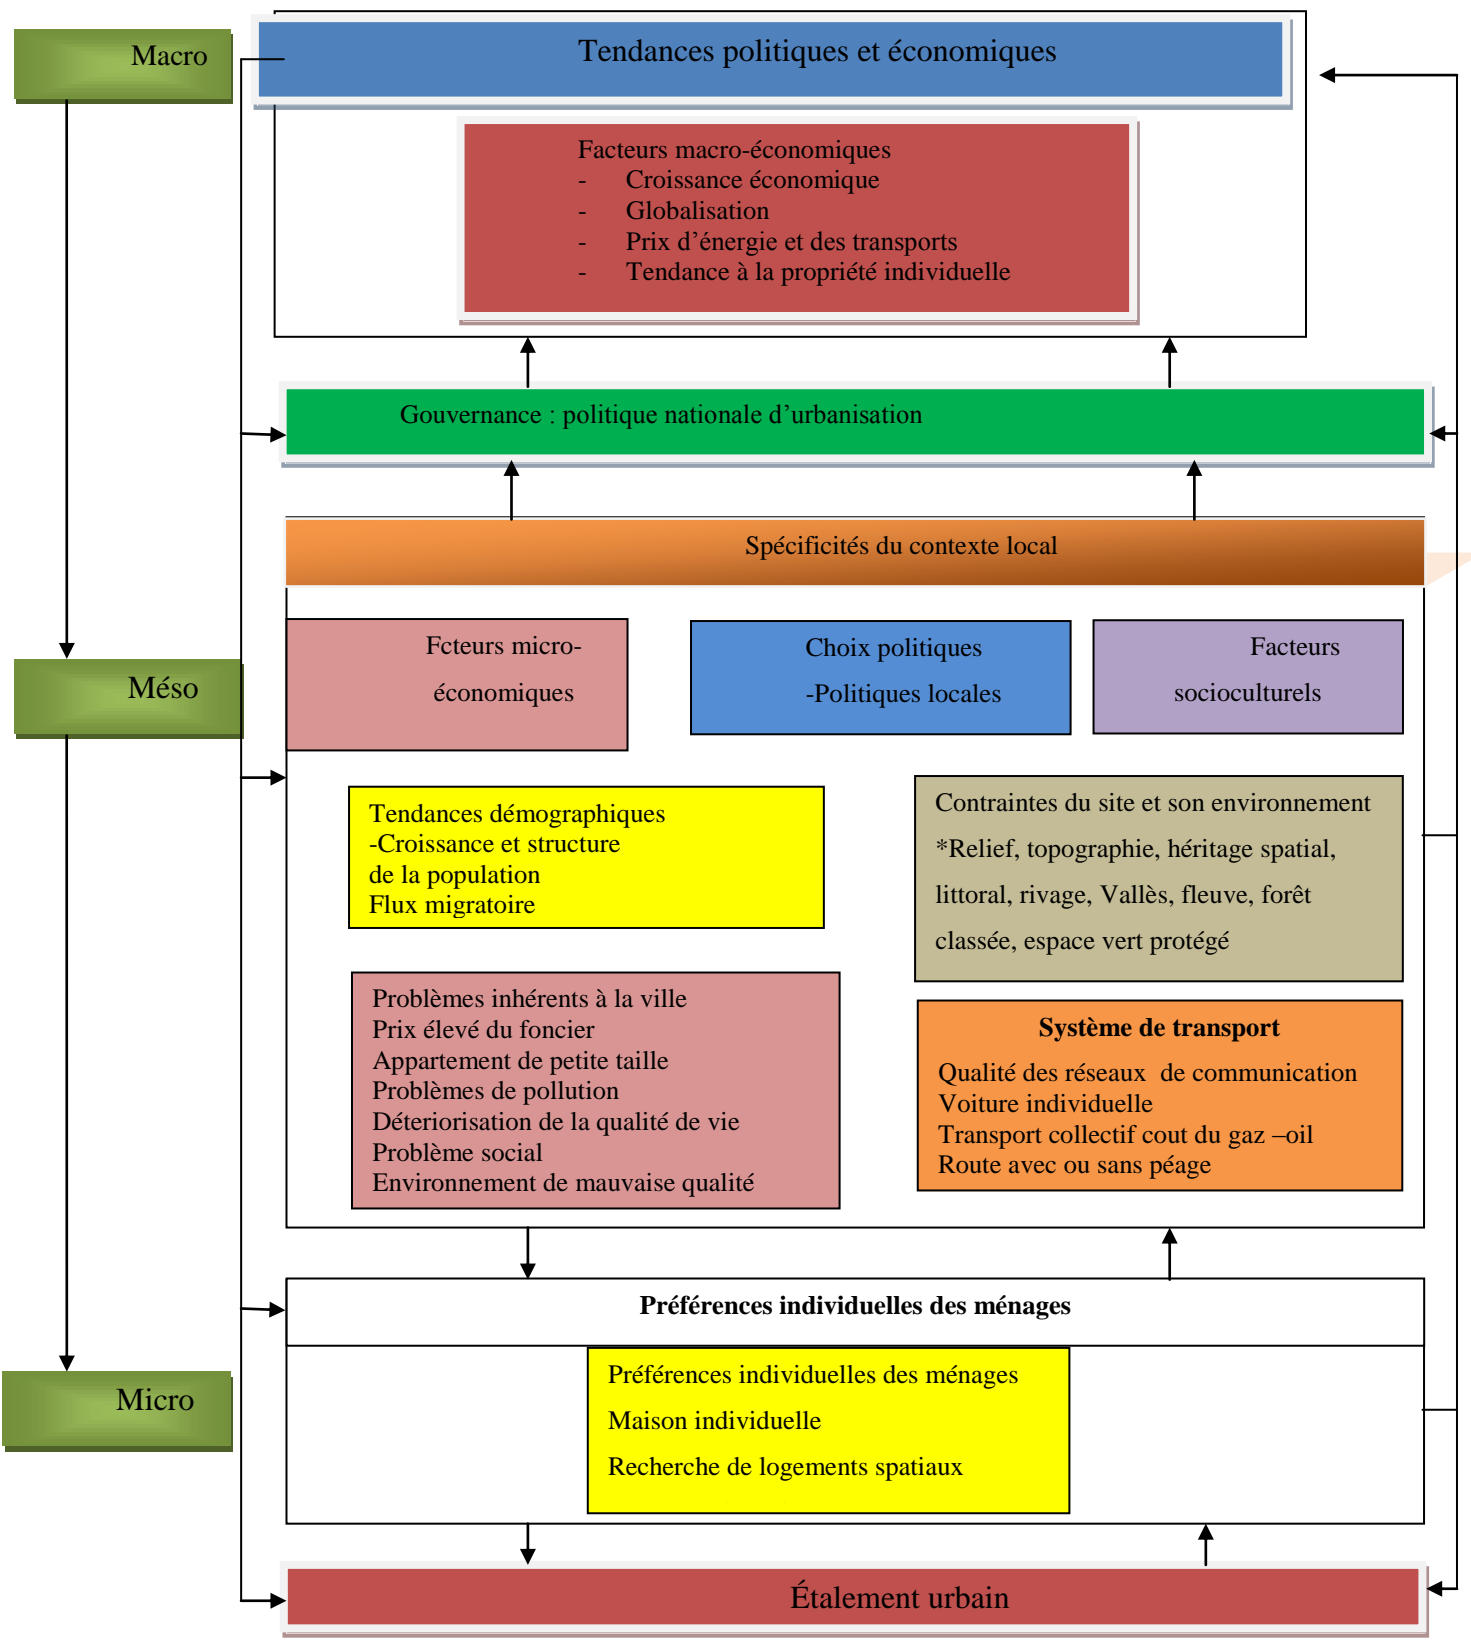 Macro
Tendances politiques et économiques
Facteurs macro-économiques
- Croissance économique
- Globalisation
- Prix d’énergie et des transports
- Tendance à la propriété individuelle
Gouvernance : politique nationale d’urbanisation
Spécificités du contexte local
Méso
Fcteurs micro-
économiques
Choix politiques
-Politiques locales
Facteurs
socioculturels
Tendances démographiques
-Croissance et structure
de la population
Flux migratoire
Contraintes du site et son environnement
*Relief, topographie, héritage spatial,
littoral, rivage, Vallès, fleuve, forêt
classée, espace vert protégé
Problèmes inhérents à la ville
Prix élevé du foncier
Appartement de petite taille
Problèmes de pollution
Déteriorisation de la qualité de vie
Problème social
Environnement de mauvaise qualité
Système de transport
Qualité des réseaux de communication
Voiture individuelle
Transport collectif cout du gaz –oil
Route avec ou sans péage
Préférences individuelles des ménages
Micro
Préférences individuelles des ménages
Maison individuelle
Recherche de logements spatiaux
Étalement urbain